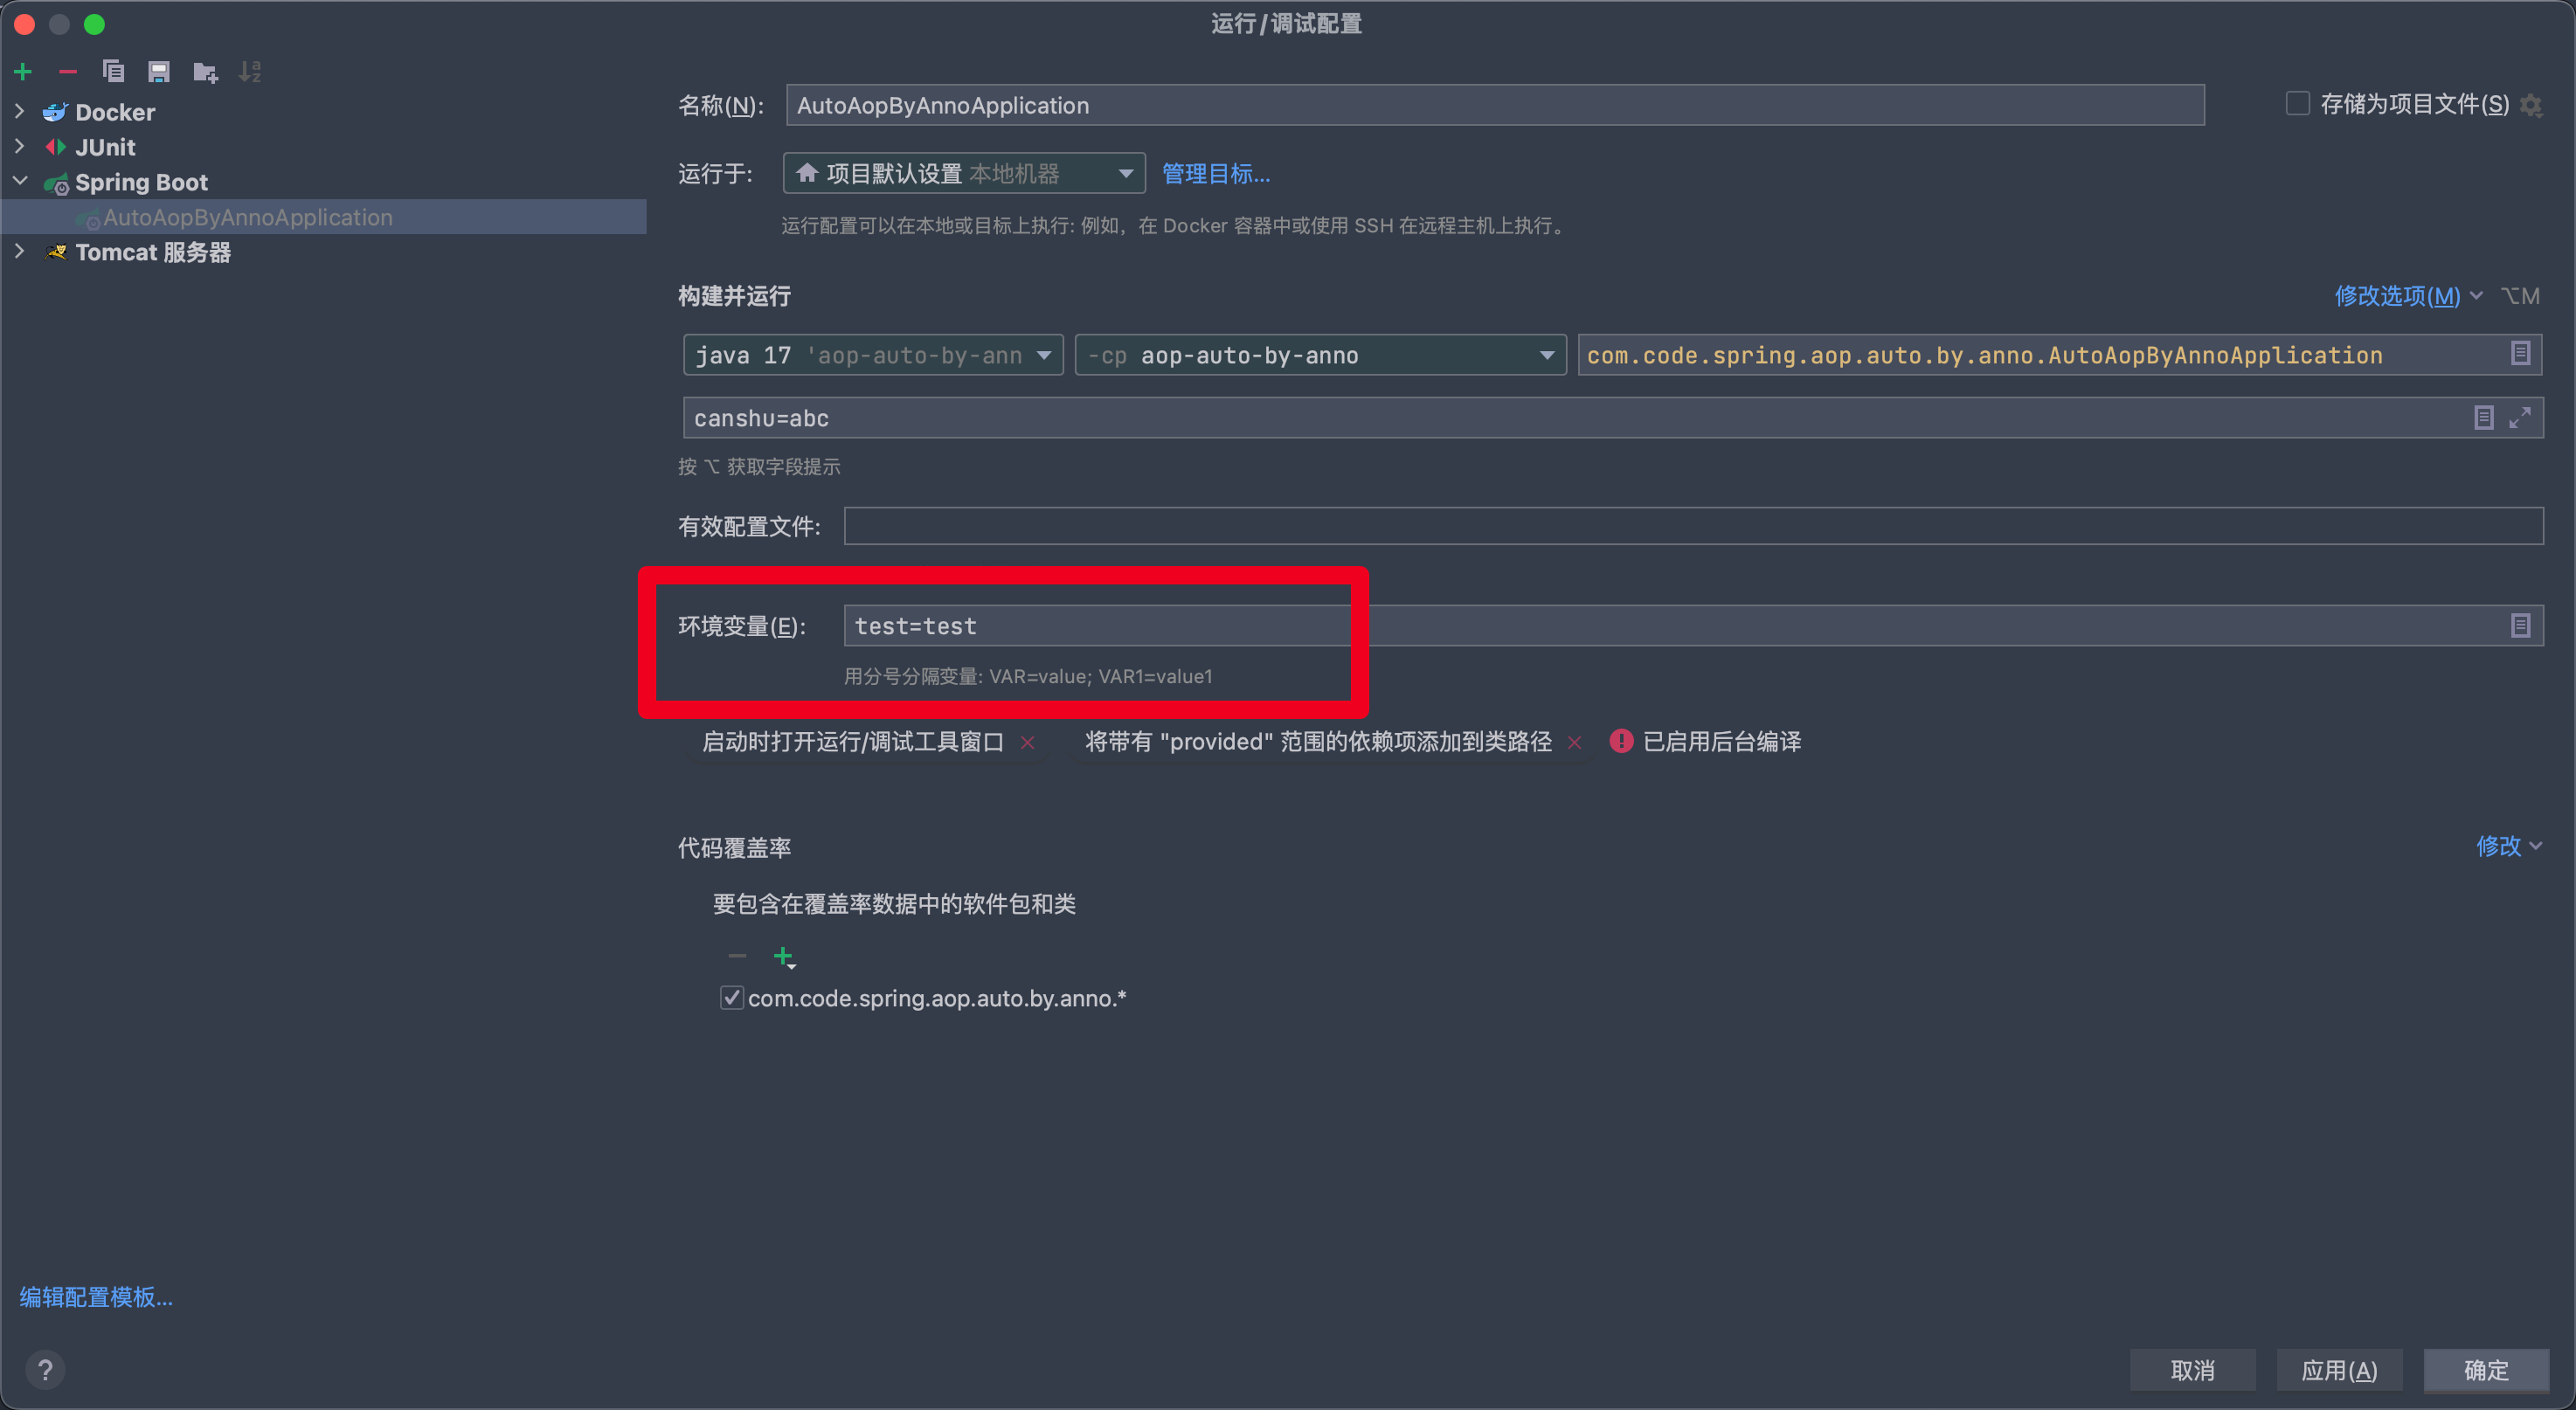 运行/调试配置
Docker
JUnit
Spring Boot
AutoAopByAnnoApplication
Tomcat 服务器
编辑配置模板...
名称(N): AutoAopByAnnoApplication 存储为项目文件(S)
运行于: 项目默认设置 本地机器 管理目标...
运行配置可以在本地或目标上执行: 例如，在 Docker 容器中或使用 SSH 在远程主机上执行。
构建并运行 修改选项(M) ⌥M
java 17 'aop-auto-by-ann -cp aop-auto-by-anno com.code.spring.aop.auto.by.anno.AutoAopByAnnoApplication
canshu=abc
按 ⌥ 获取字段提示
有效配置文件:
环境变量(E): test=test
用分号分隔变量: VAR=value; VAR1=value1
启动时打开运行/调试工具窗口 × 将带有 "provided" 范围的依赖项添加到类路径 × 已启用后台编译
代码覆盖率 修改
要包含在覆盖率数据中的软件包和类
com.code.spring.aop.auto.by.anno.*
? 取消 应用(A) 确定